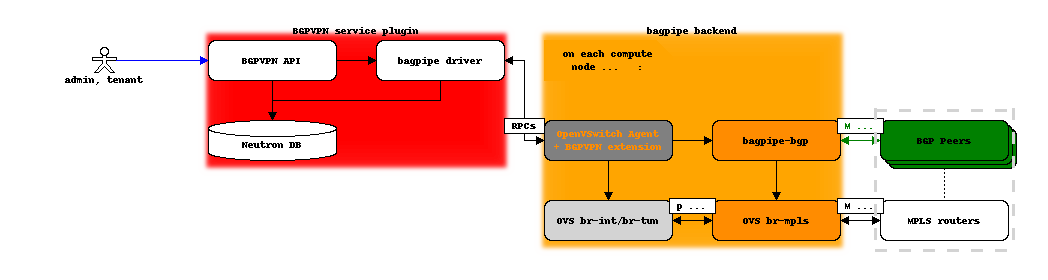 BGPVPN service plugin
bagpipe backend
on each compute
node ... :
admin, tenant
BGPVPN API
bagpipe driver
Neutron DB
RPCs
OpenVSwitch Agent
+ BGPVPN extension
bagpipe-bgp
M ...
BGP Peers
OVS br-int/br-tun
p ...
OVS br-mpls
M ...
MPLS routers